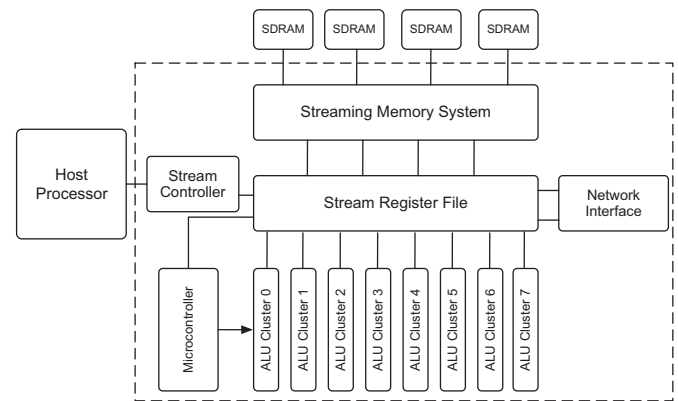 SDRAM
SDRAM
SDRAM
SDRAM
Streaming Memory System
Host
Processor
Stream
Controller
Stream Register File
Network
Interface
Microcontroller
ALU Cluster 0
ALU Cluster 1
ALU Cluster 2
ALU Cluster 3
ALU Cluster 4
ALU Cluster 5
ALU Cluster 6
ALU Cluster 7